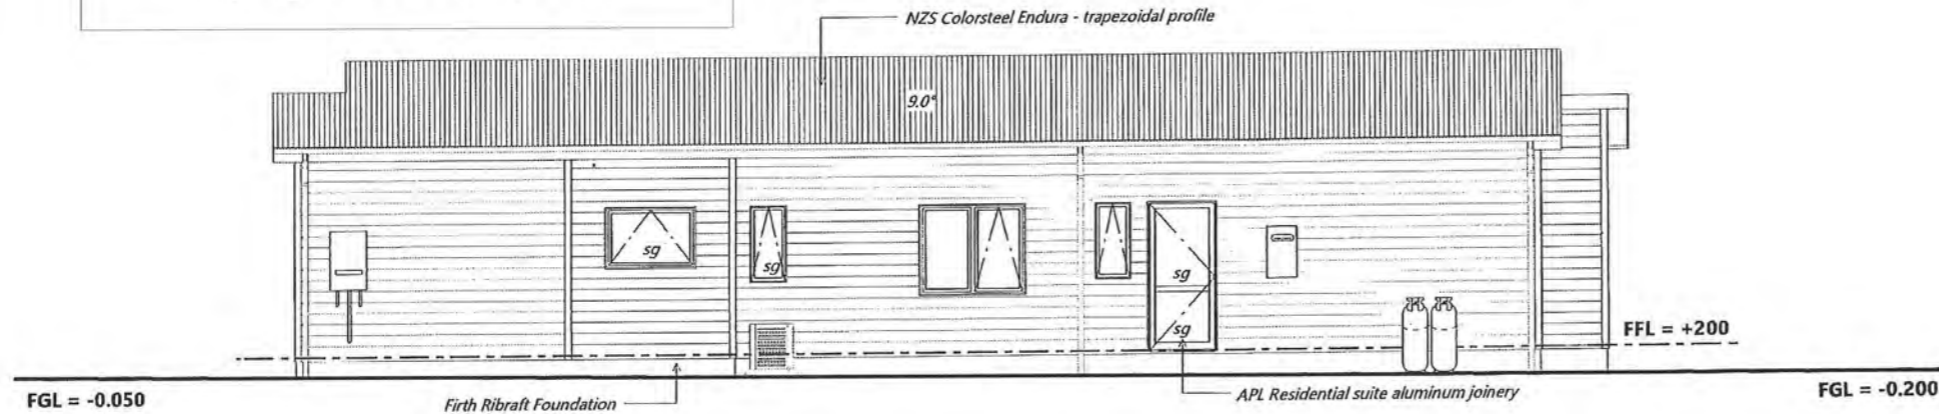 NZS Colorsteel Endura - trapezoidal profile
9.0°
sg
sg
sg
sg
FFL = +200
FGL = -0.050
Firth Ribraft Foundation
APL Residential suite aluminum joinery
FGL = -0.200